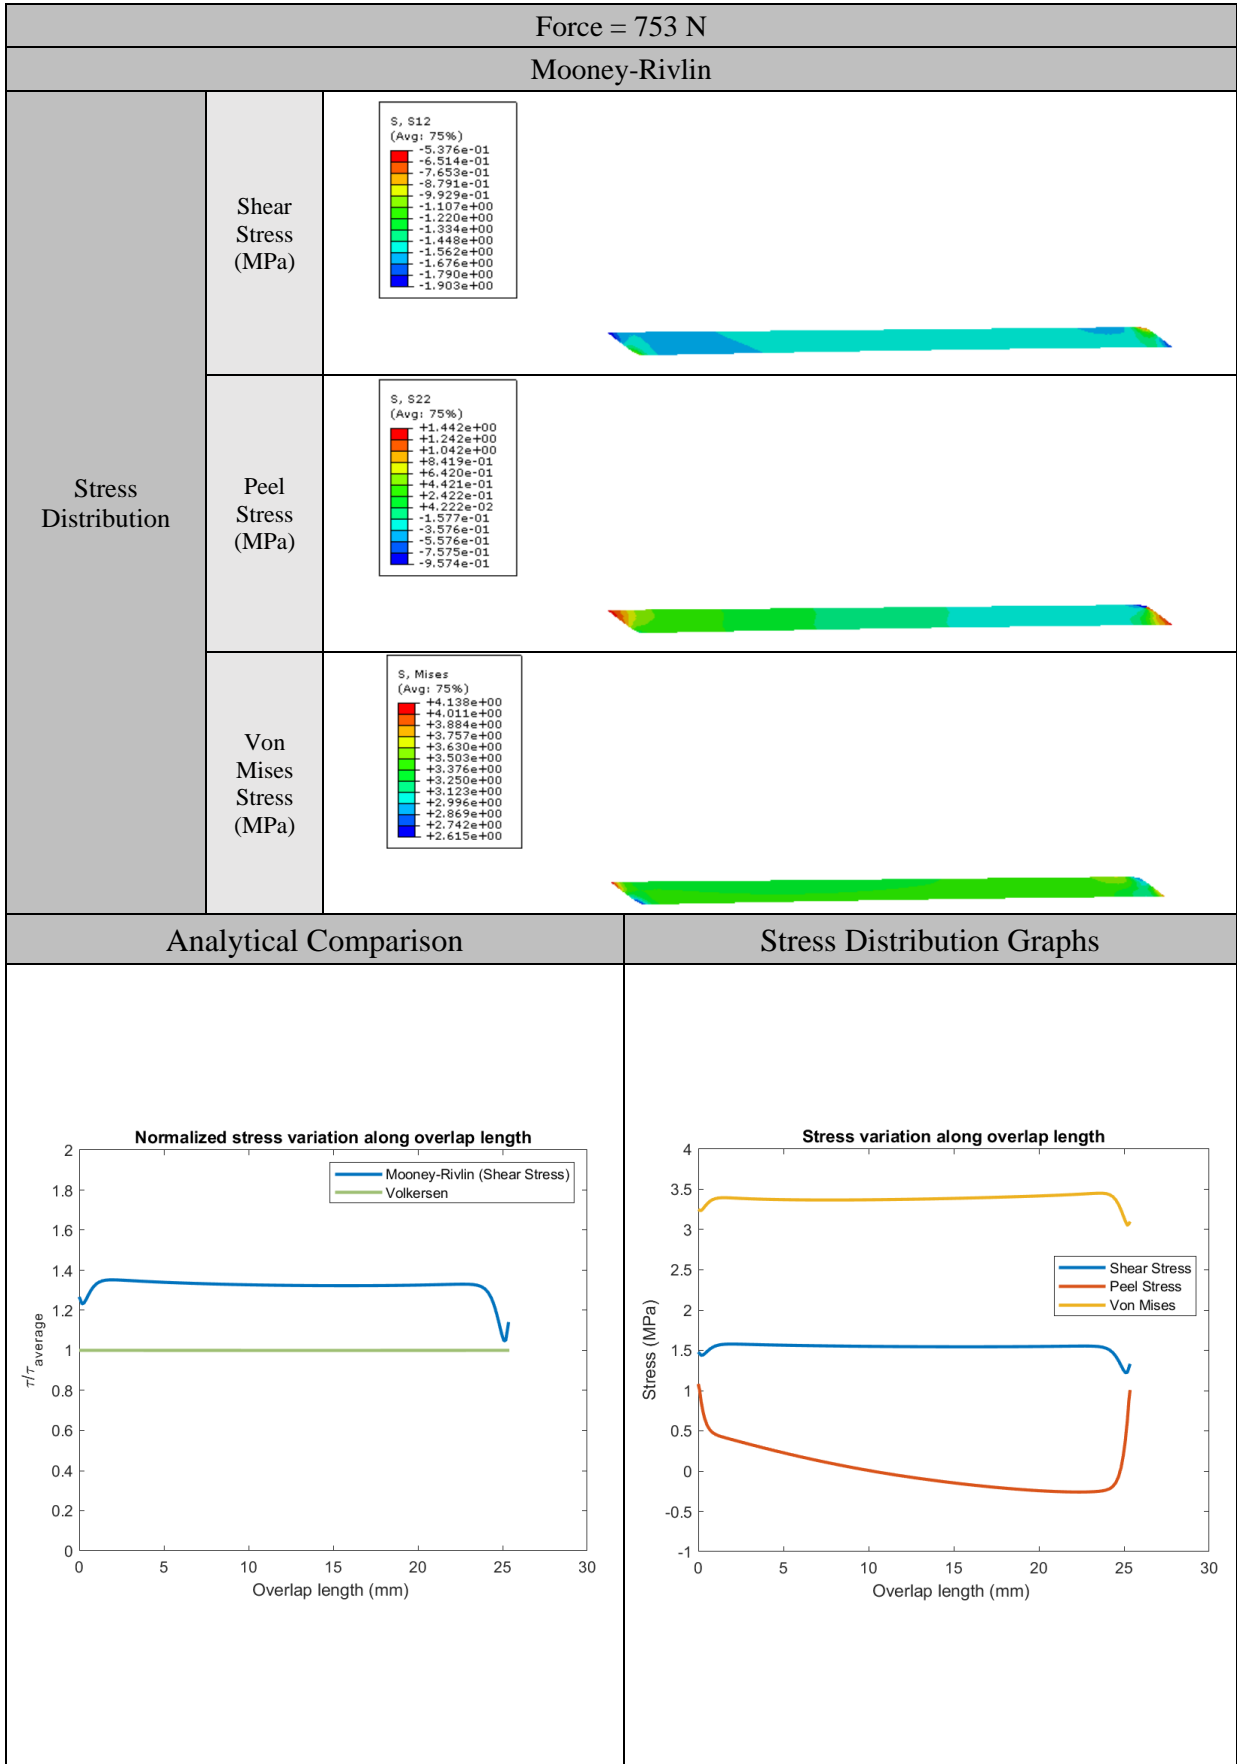 Force = 753 N
Mooney-Rivlin
Stress
Distribution
Shear
Stress
(MPa)
S, S12
(Avg: 75%)
-5.376e-01
-6.514e-01
-7.653e-01
-8.791e-01
-9.929e-01
-1.107e+00
-1.220e+00
-1.334e+00
-1.448e+00
-1.562e+00
-1.676e+00
-1.790e+00
-1.903e+00
Peel
Stress
(MPa)
S, S22
(Avg: 75%)
+1.442e+00
+1.242e+00
+1.042e+00
+8.419e-01
+6.420e-01
+4.421e-01
+2.422e-01
+4.222e-02
-1.577e-01
-3.576e-01
-5.576e-01
-7.575e-01
-9.574e-01
Von
Mises
Stress
(MPa)
S, Mises
(Avg: 75%)
+4.138e+00
+4.011e+00
+3.884e+00
+3.757e+00
+3.630e+00
+3.503e+00
+3.376e+00
+3.250e+00
+3.123e+00
+2.996e+00
+2.869e+00
+2.742e+00
+2.615e+00
Analytical Comparison
Stress Distribution Graphs
Normalized stress variation along overlap length
Mooney-Rivlin (Shear Stress)
Volkersen
2
1.8
1.6
1.4
1.2
1
0.8
0.6
0.4
0.2
0
τ/τaverage
0 5 10 15 20 25 30
Overlap length (mm)
Stress variation along overlap length
Shear Stress
Peel Stress
Von Mises
4
3.5
3
2.5
2
1.5
1
0.5
0
-0.5
-1
Stress (MPa)
0 5 10 15 20 25 30
Overlap length (mm)